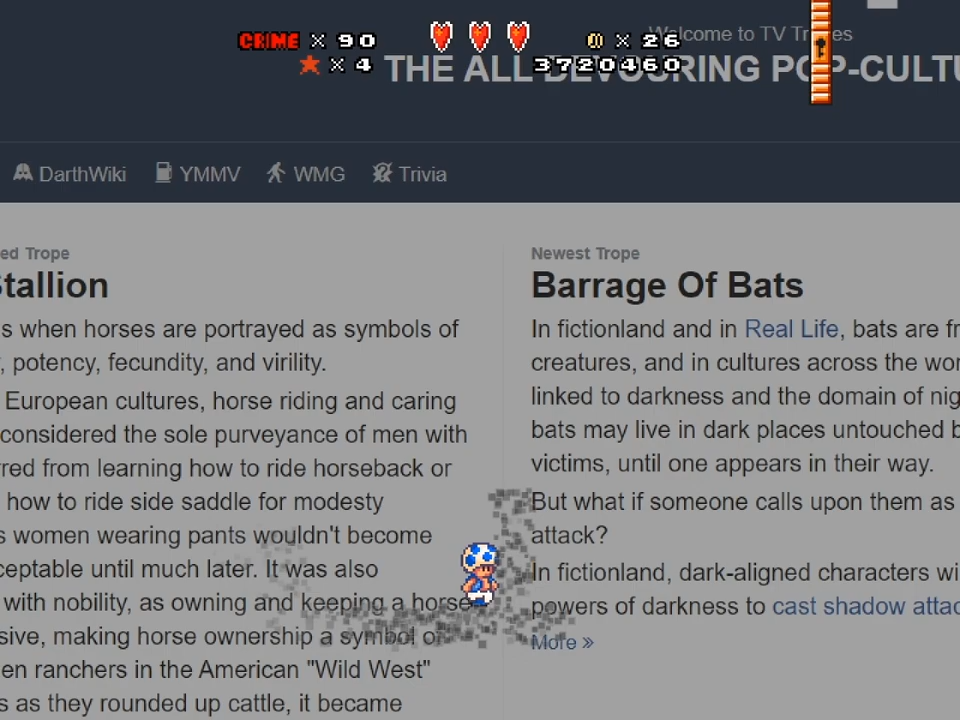 CRIME × 90
× 26
Welcome to TV Tropes
× 4
3720460
THE ALL DEVOURING POP-CULTU
DarthWiki
YMMV
WMG
Trivia
ed Trope
Stallion
s when horses are portrayed as symbols of
, potency, fecundity, and virility.
European cultures, horse riding and caring
considered the sole purveyance of men with
rred from learning how to ride horseback or
how to ride side saddle for modesty
s women wearing pants wouldn't become
ceptable until much later. It was also
with nobility, as owning and keeping a horse
sive, making horse ownership a symbol of
en ranchers in the American "Wild West"
s as they rounded up cattle, it became
Newest Trope
Barrage Of Bats
In fictionland and in Real Life, bats are fr
creatures, and in cultures across the wor
linked to darkness and the domain of nig
bats may live in dark places untouched b
victims, until one appears in their way.
But what if someone calls upon them as
attack?
In fictionland, dark-aligned characters wi
powers of darkness to cast shadow attac
More »